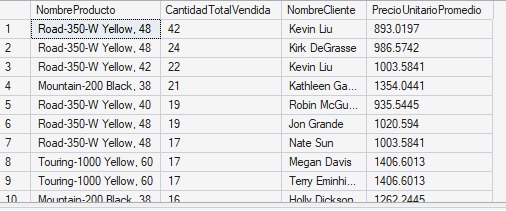 NombreProducto CantidadTotalVendida NombreCliente PrecioUnitarioPromedio
1 Road-350-W Yellow, 48 42 Kevin Liu 893.0197
2 Road-350-W Yellow, 48 24 Kirk DeGrasse 986.5742
3 Road-350-W Yellow, 42 22 Kevin Liu 1003.5841
4 Mountain-200 Black, 38 21 Kathleen Ga... 1354.0441
5 Road-350-W Yellow, 40 19 Robin McGu... 935.5445
6 Road-350-W Yellow, 48 19 Jon Grande 1020.594
7 Road-350-W Yellow, 48 17 Nate Sun 1003.5841
8 Touring-1000 Yellow, 60 17 Megan Davis 1406.6013
9 Touring-1000 Yellow, 60 17 Terry Eminhi... 1406.6013
10 Mountain-200 Black, 38 16 Holly Dickson 1262.2445